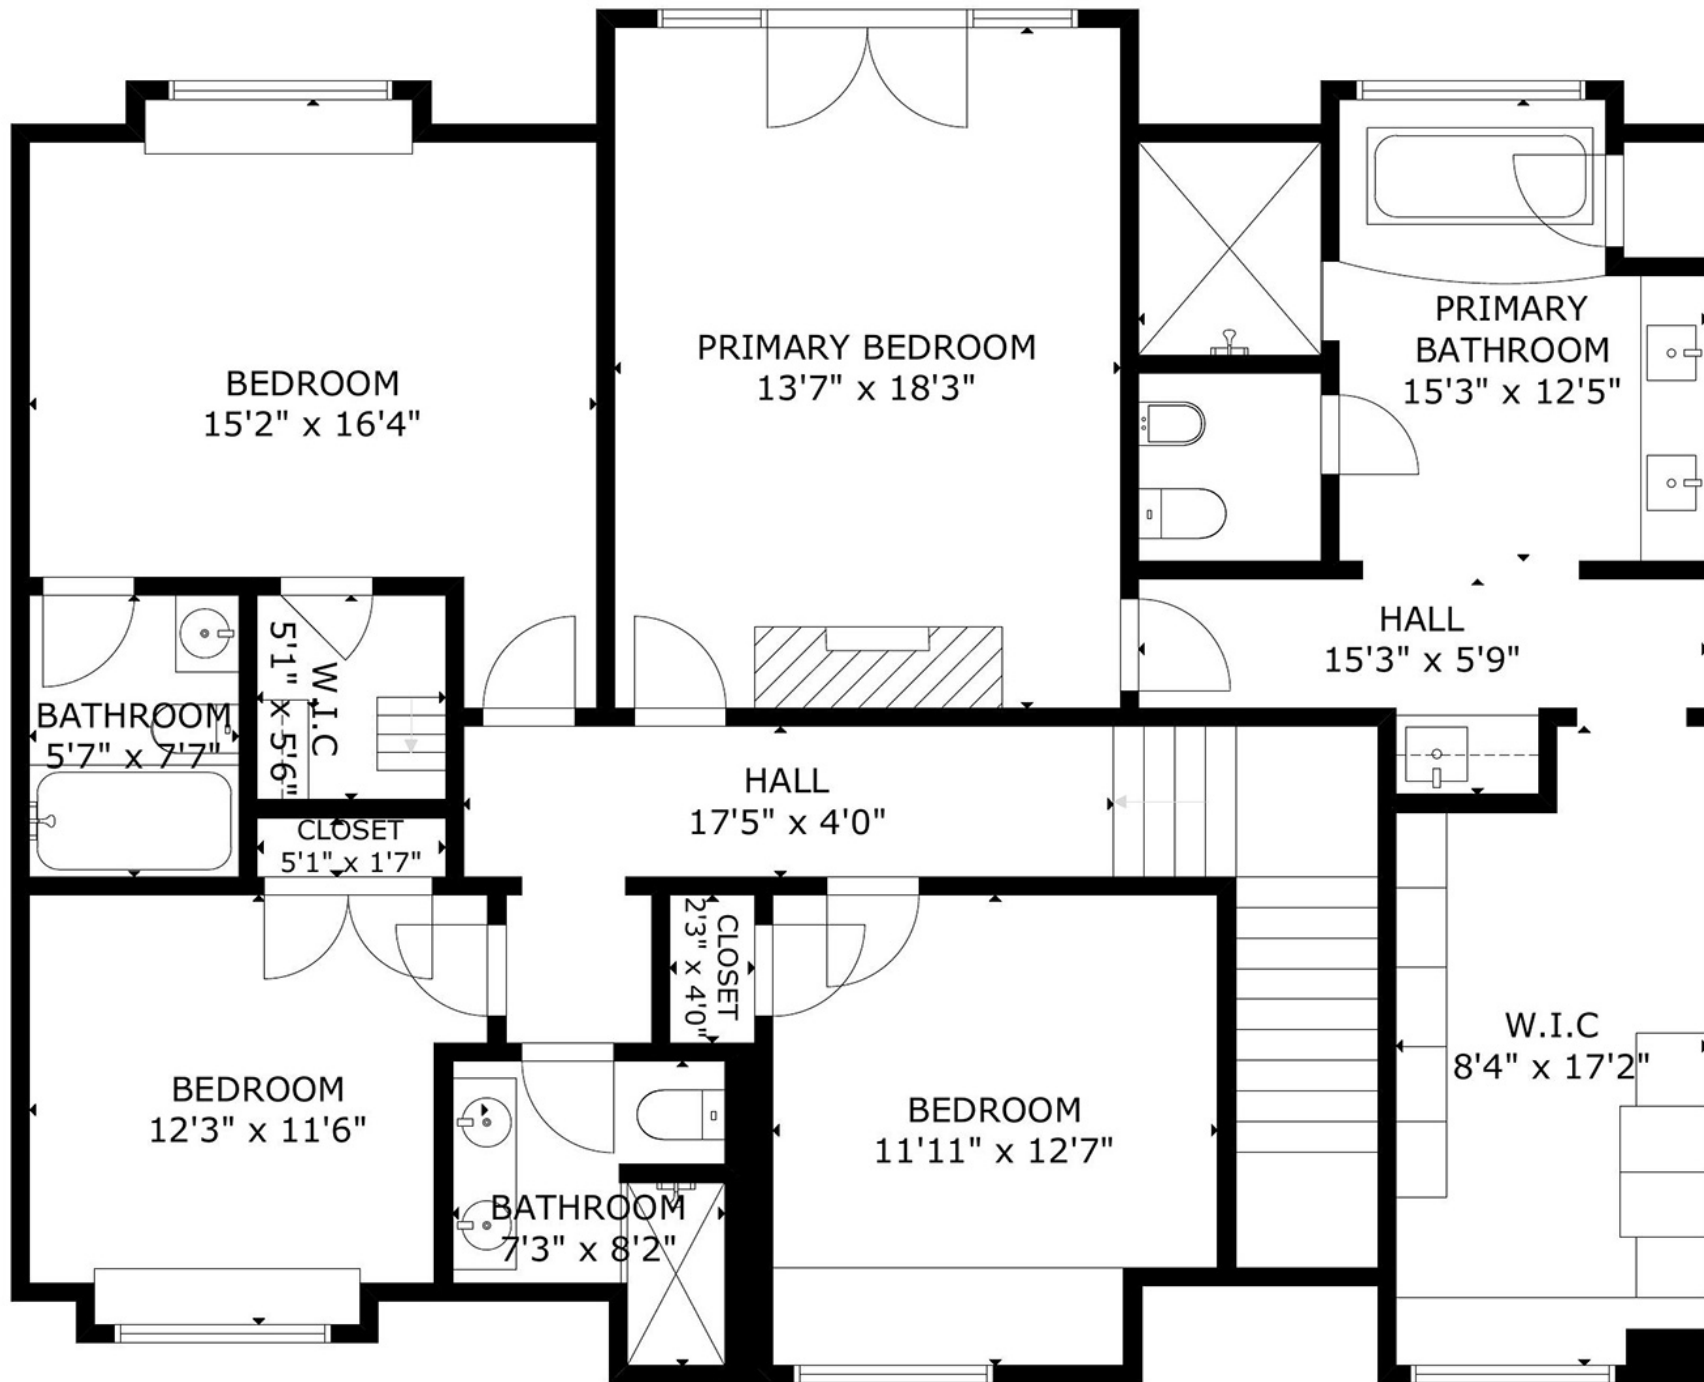 PRIMARY
BATHROOM
15'3" x 12'5"
PRIMARY BEDROOM
13'7" x 18'3"
BEDROOM
15'2" x 16'4"
HALL
15'3" x 5'9"
W.I.C
5'1" x 5'6"
BATHROOM
5'7" x 7'7"
HALL
17'5" x 4'0"
CLOSET
5'1" x 1'7"
CLOSET
2'3" x 4'0"
W.I.C
8'4" x 17'2"
BEDROOM
12'3" x 11'6"
BEDROOM
11'11" x 12'7"
BATHROOM
7'3" x 8'2"